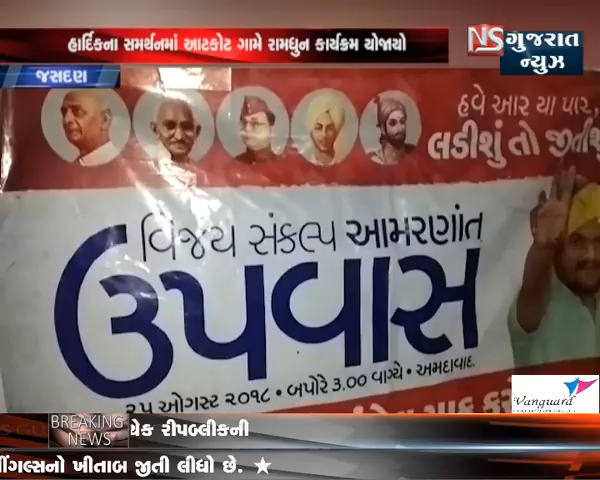 હાર્દિકના સમર્થનમાં આટકોટ ગામે રામધુન કાર્યક્રમ યોજાયો
NS ગુજરાત
ન્યુઝ
જસદણ
હવે આર યા પાર,
લડીશું તો જીતીશું
વિજય સંકલ્પ આમરણાંત
ઉપવાસ
૨૫ ઓગસ્ટ ૨૦૧૮ • બપોરે ૩.00 વાગ્યે • અમદાવાદ
Vanguard
BREAKING
NEWS
ચેક રીપબ્લીકની
સીંગલ્સનો ખીતાબ જીતી લીધો છે. ★